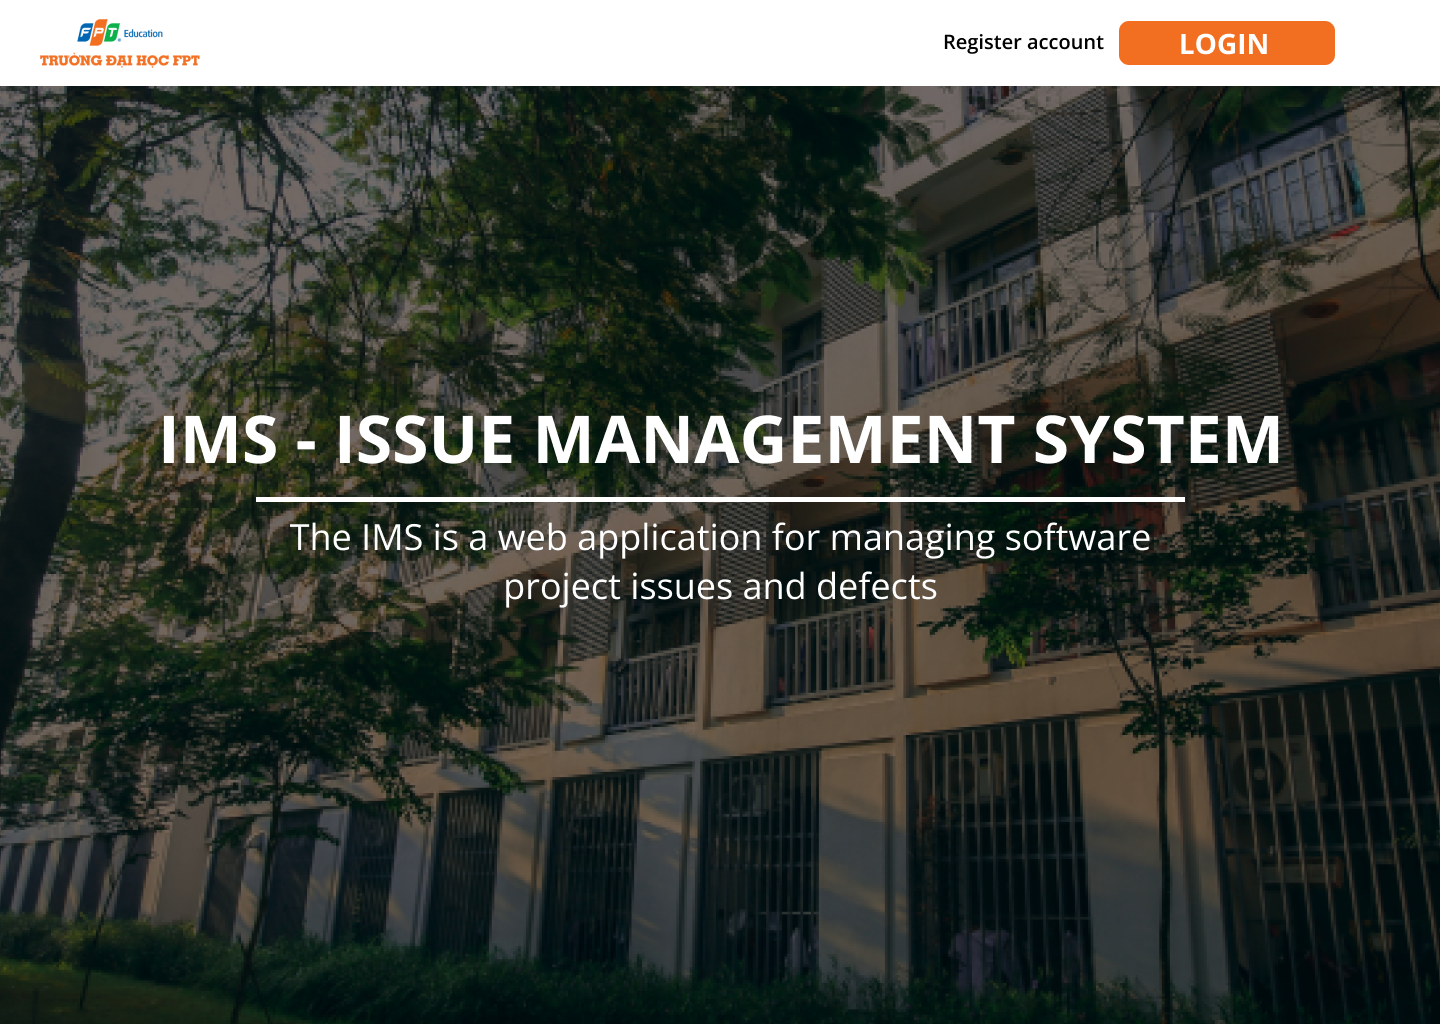 FPT Education
TRƯỜNG ĐẠI HỌC FPT
Register account
LOGIN
IMS - ISSUE MANAGEMENT SYSTEM
The IMS is a web application for managing software
project issues and defects